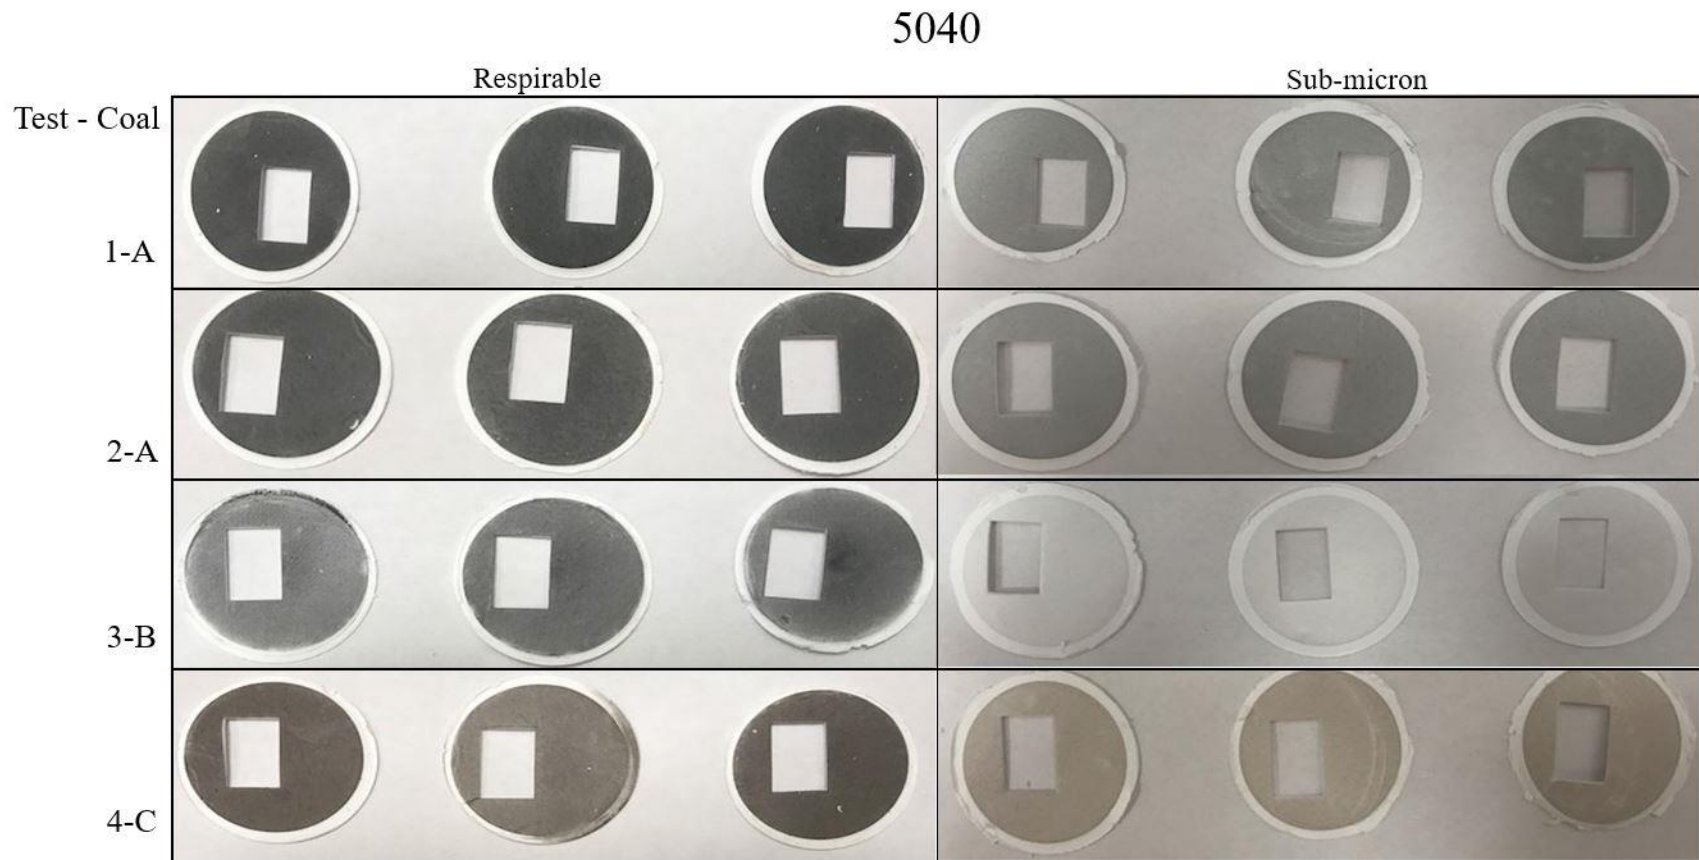 5040
Respirable
Sub-micron
Test - Coal
1-A
2-A
3-B
4-C